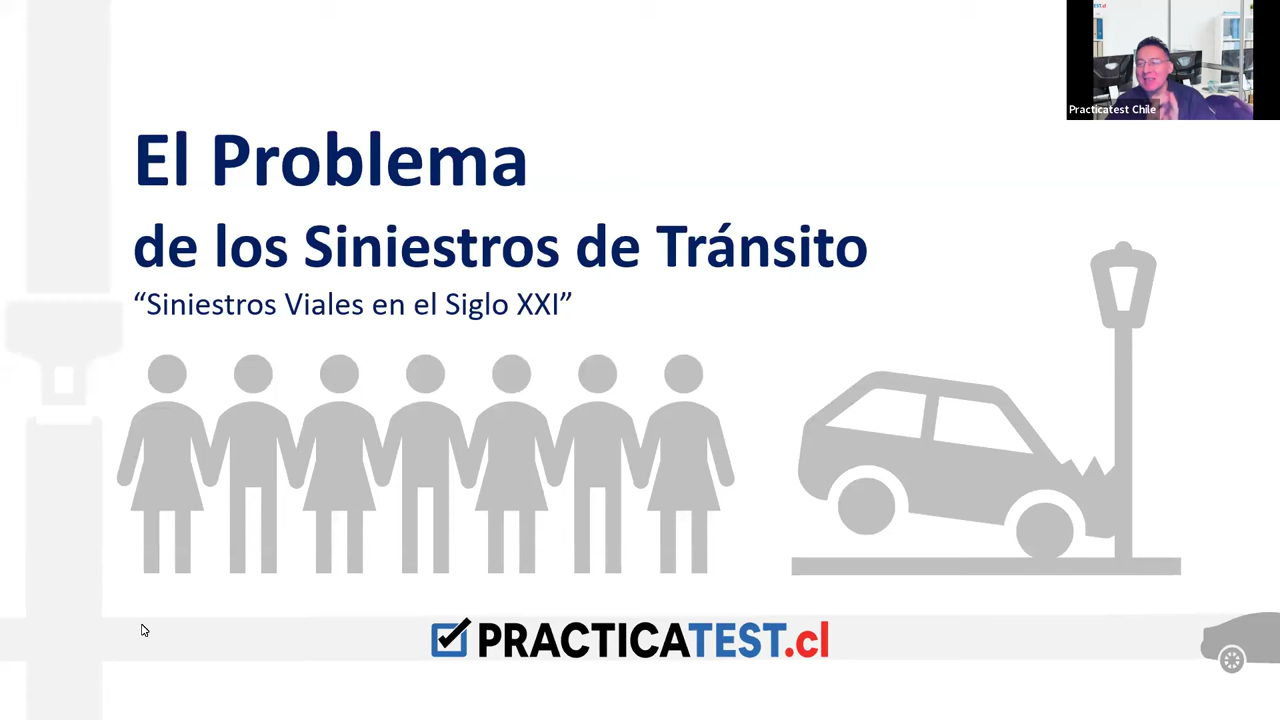 El Problema
de los Siniestros de Tránsito
“Siniestros Viales en el Siglo XXI”
Practicatest Chile
PRACTICATEST.cl